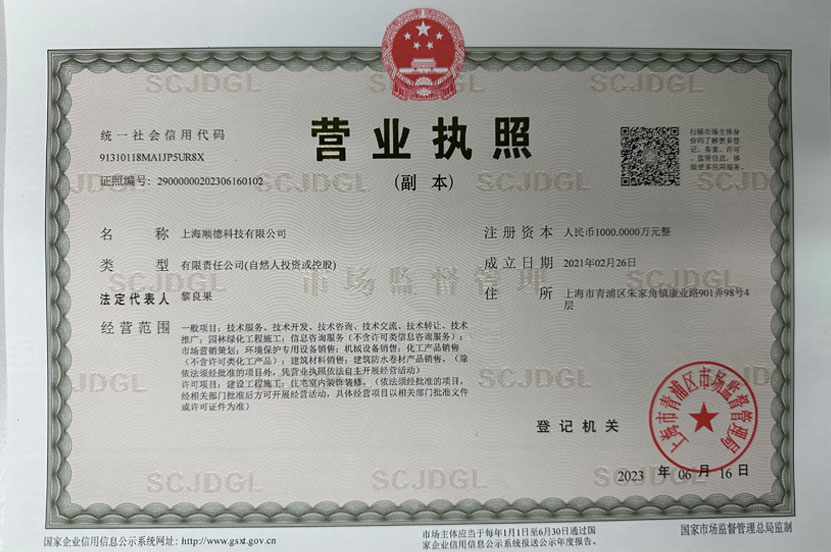 SCJDGL SCJDGL SCJDGL
统一社会信用代码
91310118MA1JP5UR8X
证照编号：29000000202306160102
营业执照
（副本）
扫描市场主体身
份码了解更多登
记、备案、许可
、监管信息，体
验更多应用服务。
SCJDGL SCJDGL SCJDGL
名称 上海顺德科技有限公司
类型 有限责任公司(自然人投资或控股)
法定代表人 黎良果
经营范围 一般项目：技术服务、技术开发、技术咨询、技术交流、技术转让、技术
推广；园林绿化工程施工；信息咨询服务（不含许可类信息咨询服务）；
市场营销策划；环境保护专用设备销售；机械设备销售；化工产品销售
（不含许可类化工产品）；建筑材料销售；建筑防水卷材产品销售。（除
依法须经批准的项目外，凭营业执照依法自主开展经营活动）
许可项目：建设工程施工；住宅室内装饰装修。（依法须经批准的项目，
经相关部门批准后方可开展经营活动，具体经营项目以相关部门批准文件
或许可证件为准）
注册资本 人民币1000.0000万元整
成立日期 2021年02月26日
住所 上海市青浦区朱家角镇康业路901弄98号4
层
市场监督管理
SCJDGL SCJDGL
登记机关
上海市青浦区市场监督管理局
2023 年 06 月 16 日
SCJDGL SCJDGL SCJDGL
国家企业信用信息公示系统网址：http://www.gsxt.gov.cn
市场主体应当于每年1月1日至6月30日通过国
家企业信用信息公示系统报送公示年度报告。
国家市场监督管理总局监制